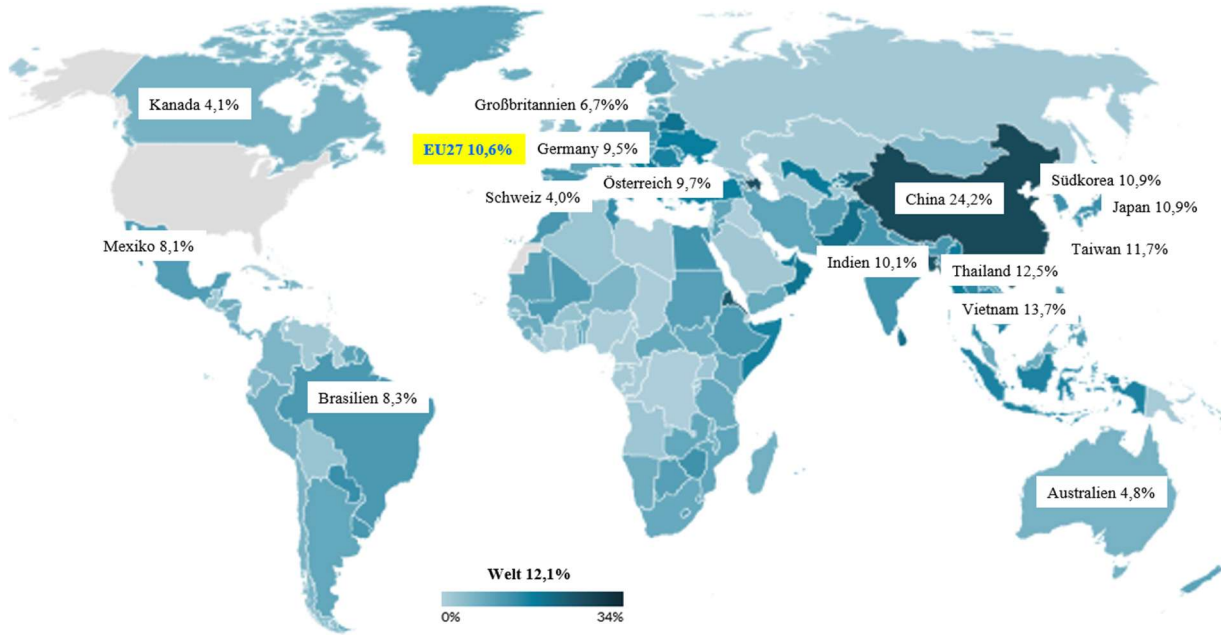 Kanada 4,1%
Großbritannien 6,7%%
EU27 10,6%
Germany 9,5%
Schweiz 4,0%
Österreich 9,7%
China 24,2%
Südkorea 10,9%
Japan 10,9%
Mexiko 8,1%
Taiwan 11,7%
Indien 10,1%
Thailand 12,5%
Vietnam 13,7%
Brasilien 8,3%
Australien 4,8%
Welt 12,1%
0%
34%